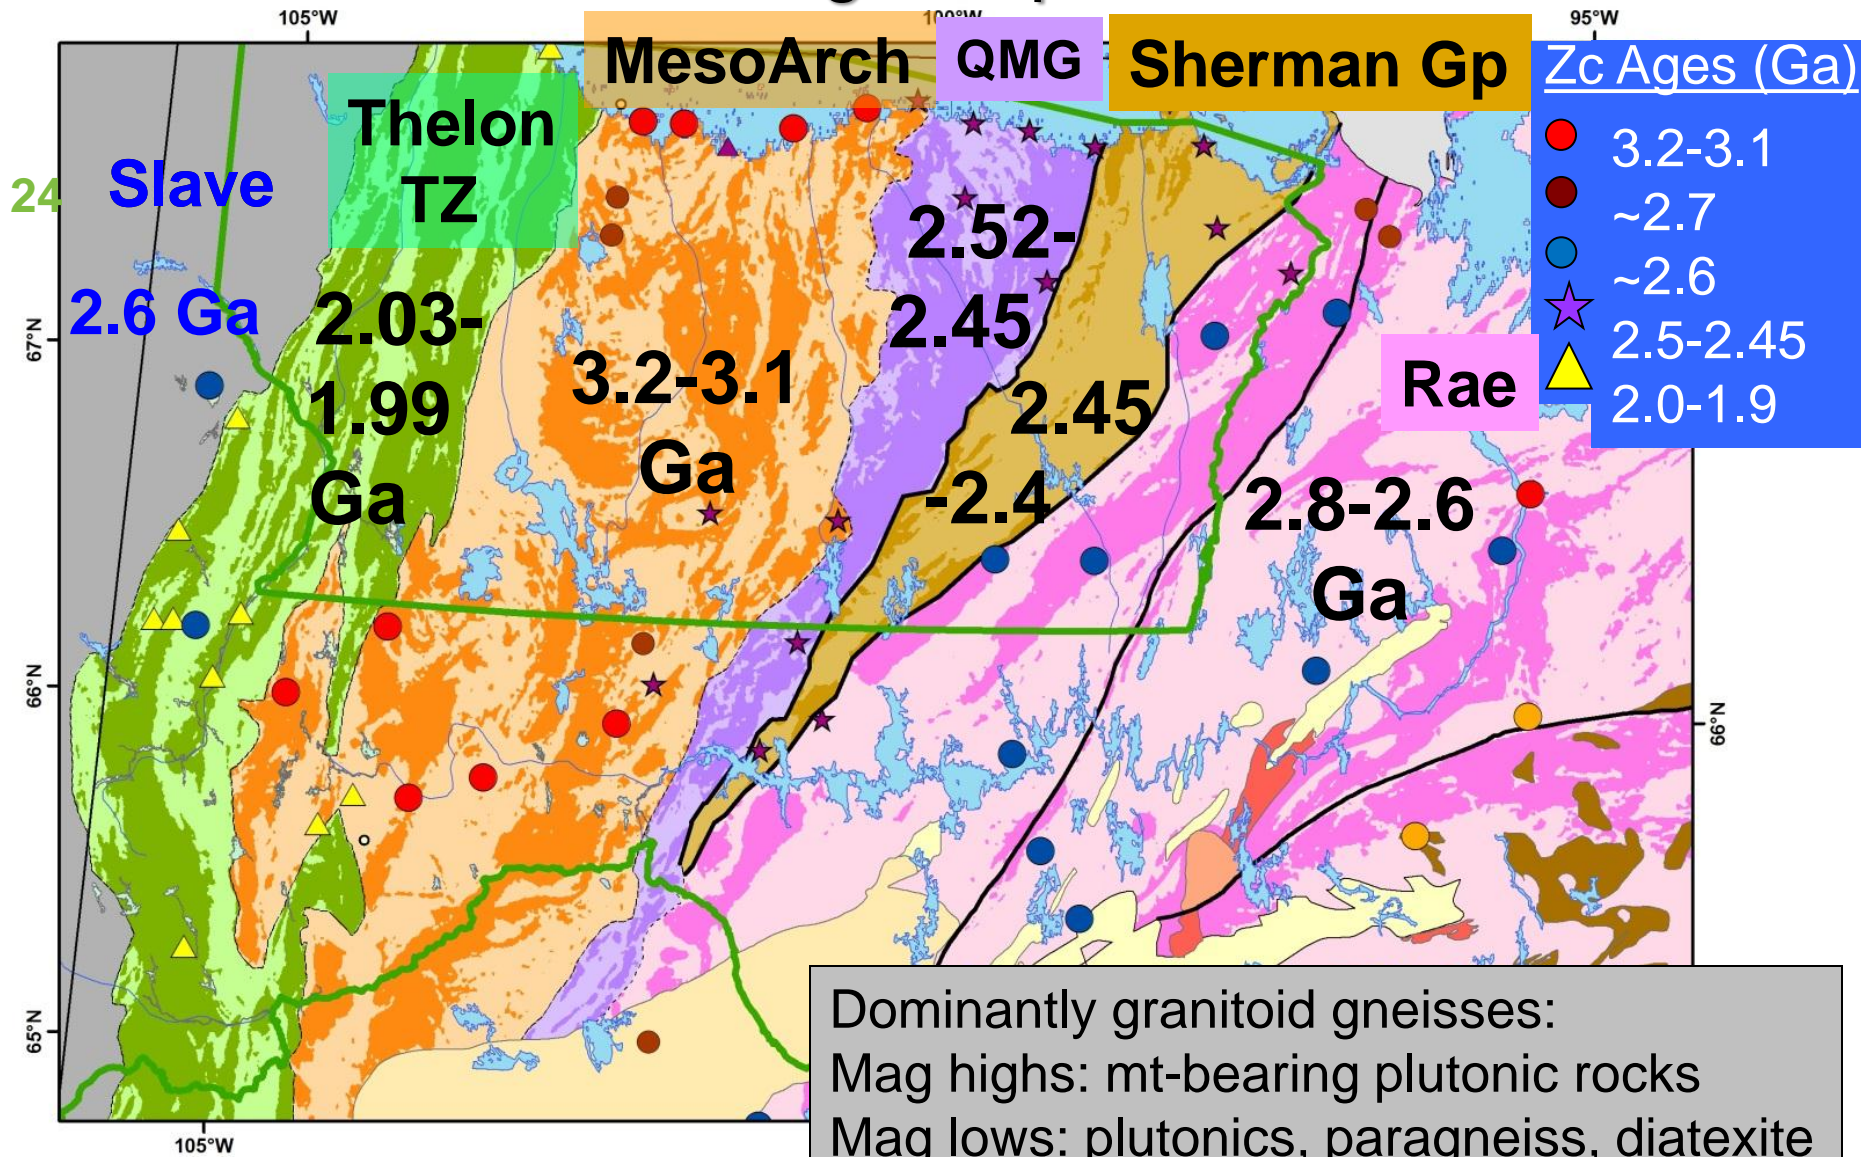 105°W
100°W
95°W
MesoArch
QMG
Sherman Gp
Zc Ages (Ga)
3.2-3.1
~2.7
~2.6
2.5-2.45
2.0-1.9
Thelon
TZ
24
Slave
2.6 Ga
2.03-
1.99
Ga
3.2-3.1
Ga
2.52-
2.45
2.45
-2.4
Rae
2.8-2.6
Ga
67°N
66°N
66°N
65°N
105°W
Dominantly granitoid gneisses:
Mag highs: mt-bearing plutonic rocks
Mag lows: plutonics, paragneiss, diatexite